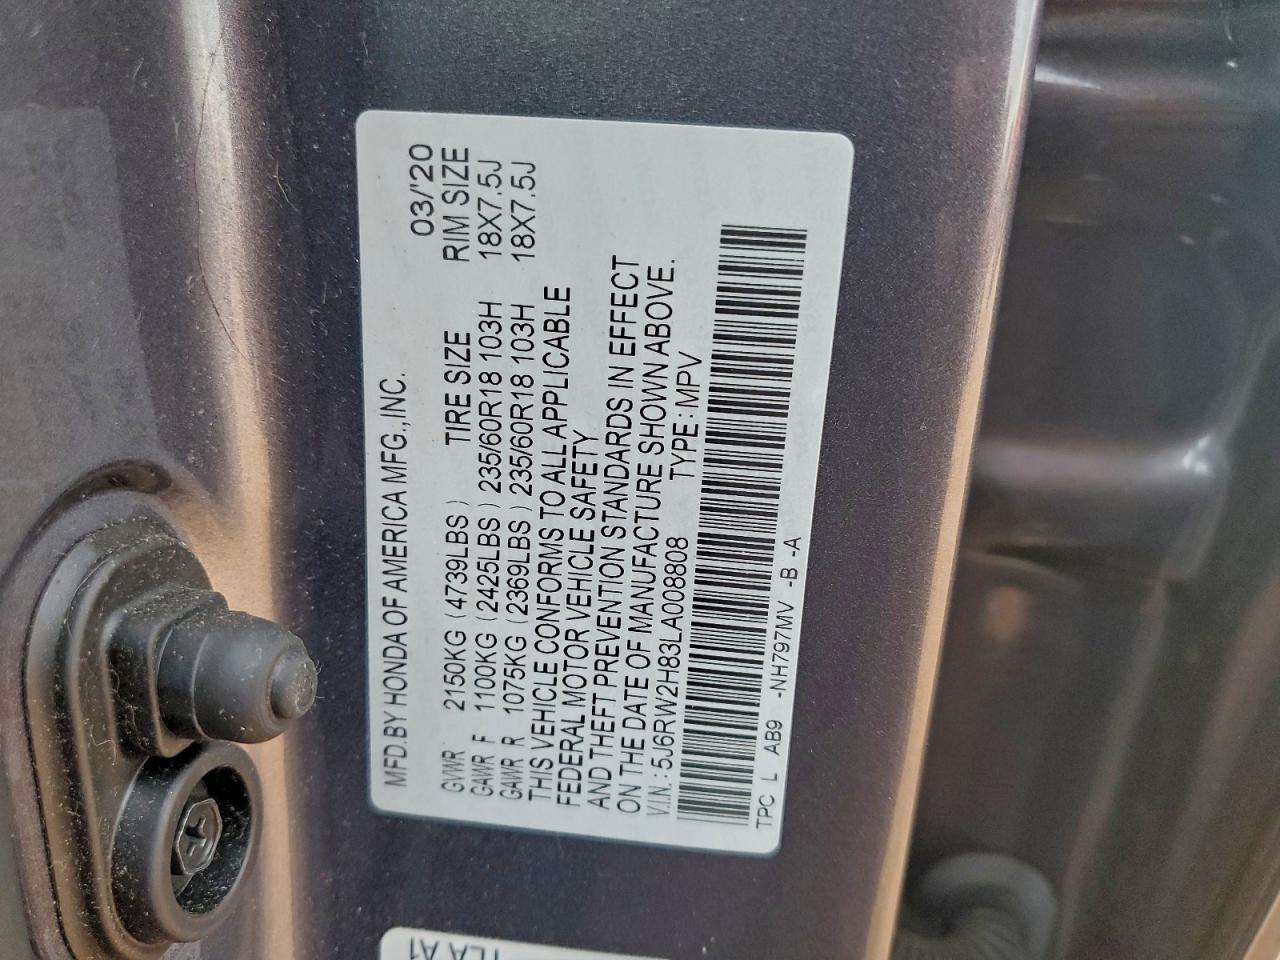 MFD. BY HONDA OF AMERICA MFG., INC. 03/'20
GVWR 2150KG (4739LBS) TIRE SIZE RIM SIZE
GAWR F 1100KG (2425LBS) 235/60R18 103H 18X7.5J
GAWR R 1075KG (2369LBS) 235/60R18 103H 18X7.5J
THIS VEHICLE CONFORMS TO ALL APPLICABLE
FEDERAL MOTOR VEHICLE SAFETY
AND THEFT PREVENTION STANDARDS IN EFFECT
ON THE DATE OF MANUFACTURE SHOWN ABOVE.
V.I.N.: 5J6RW2H83LA008808 TYPE: MPV
TPC L AB9 -NH797MV -B -A